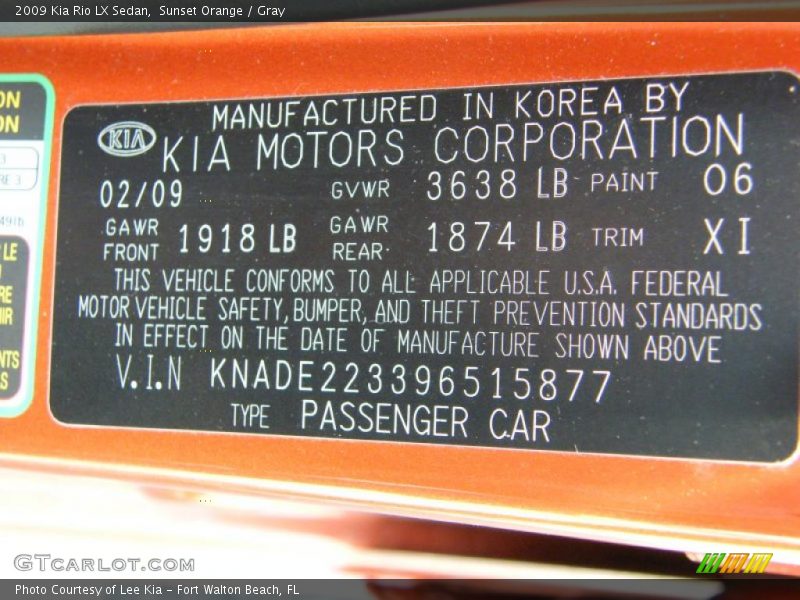 2009 Kia Rio LX Sedan, Sunset Orange / Gray
MANUFACTURED IN KOREA BY
KIA KIA MOTORS CORPORATION
02/09 GVWR 3638 LB PAINT 06
GAWR FRONT 1918 LB GAWR REAR 1874 LB TRIM XI
THIS VEHICLE CONFORMS TO ALL APPLICABLE U.S.A. FEDERAL
MOTOR VEHICLE SAFETY, BUMPER, AND THEFT PREVENTION STANDARDS
IN EFFECT ON THE DATE OF MANUFACTURE SHOWN ABOVE
V.I.N KNADE223396515877
TYPE PASSENGER CAR
GTCARLOT.COM
Photo Courtesy of Lee Kia - Fort Walton Beach, FL